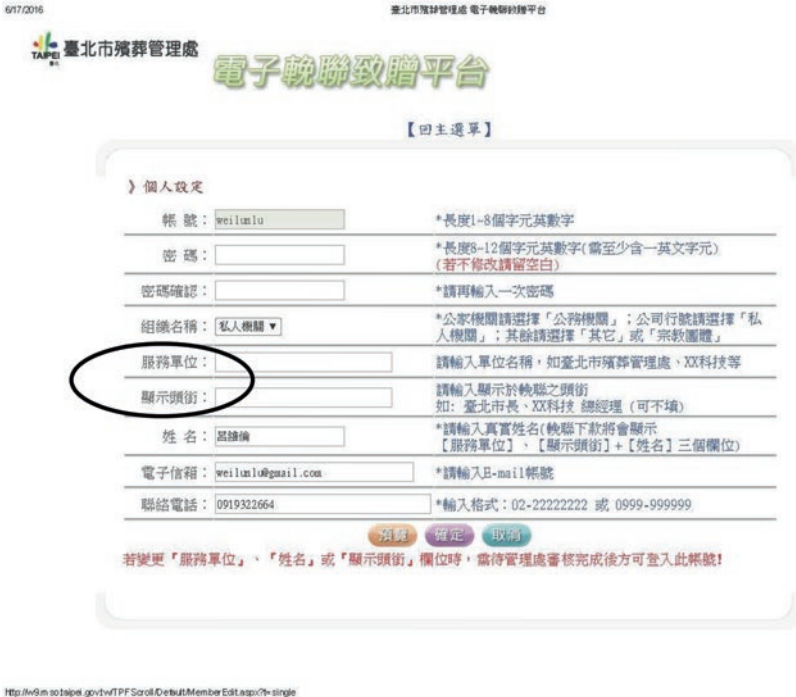 6/17/2016
臺北市殯葬管理處 電子輓聯致贈平台
TAIPEI
臺北市殯葬管理處
電子輓聯致贈平台
【回主選單】
》個人設定
帳 號：weilunlu
*長度1~8個字元英數字
密 碼：
*長度8~12個字元英數字(需至少含一英文字元)
(若不修改請留空白)
密碼確認：
*請再輸入一次密碼
組織名稱：私人機關 ▼
*公家機關請選擇「公務機關」；公司行號請選擇「私
人機關」；其餘請選擇「其它」或「宗教團體」
服務單位：
請輸入單位名稱，如臺北市殯葬管理處、XX科技等
顯示頭銜：
請輸入顯示於輓聯之頭銜
如: 臺北市長、XX科技 總經理 (可不填)
姓 名：呂維倫
*請輸入真實姓名(輓聯下款將會顯示
【服務單位】、【顯示頭銜】+【姓名】三個欄位)
電子信箱：weilunlu@gmail.com
*請輸入E-mail帳號
聯絡電話：0919322664
*輸入格式：02-22222222 或 0999-999999
預覽 確定 取消
若變更「服務單位」、「姓名」或「顯示頭銜」欄位時，需待管理處審核完成後方可登入此帳號!
http://w9.mso.taipei.gov.tw/TPFScroll/Default/MemberEdit.aspx?t=single